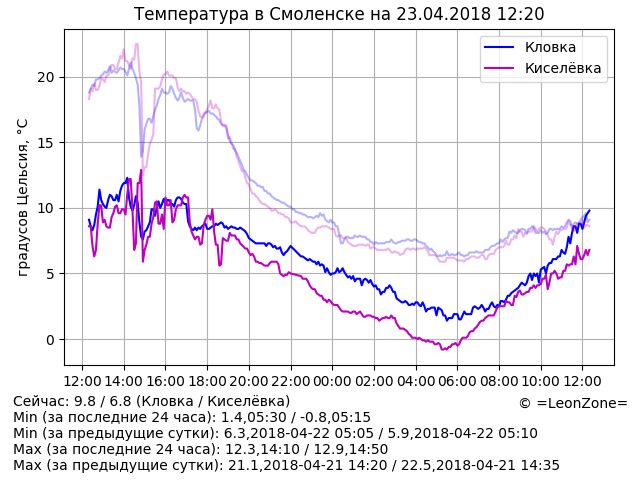 Температура в Смоленске на 23.04.2018 12:20
Кловка
Киселёвка
градусов Цельсия, °C
20
15
10
5
0
12:00 14:00 16:00 18:00 20:00 22:00 00:00 02:00 04:00 06:00 08:00 10:00 12:00
Сейчас: 9.8 / 6.8 (Кловка / Киселёвка)
© =LeonZone=
Min (за последние 24 часа): 1.4,05:30 / -0.8,05:15
Min (за предыдущие сутки): 6.3,2018-04-22 05:05 / 5.9,2018-04-22 05:10
Max (за последние 24 часа): 12.3,14:10 / 12.9,14:50
Max (за предыдущие сутки): 21.1,2018-04-21 14:20 / 22.5,2018-04-21 14:35